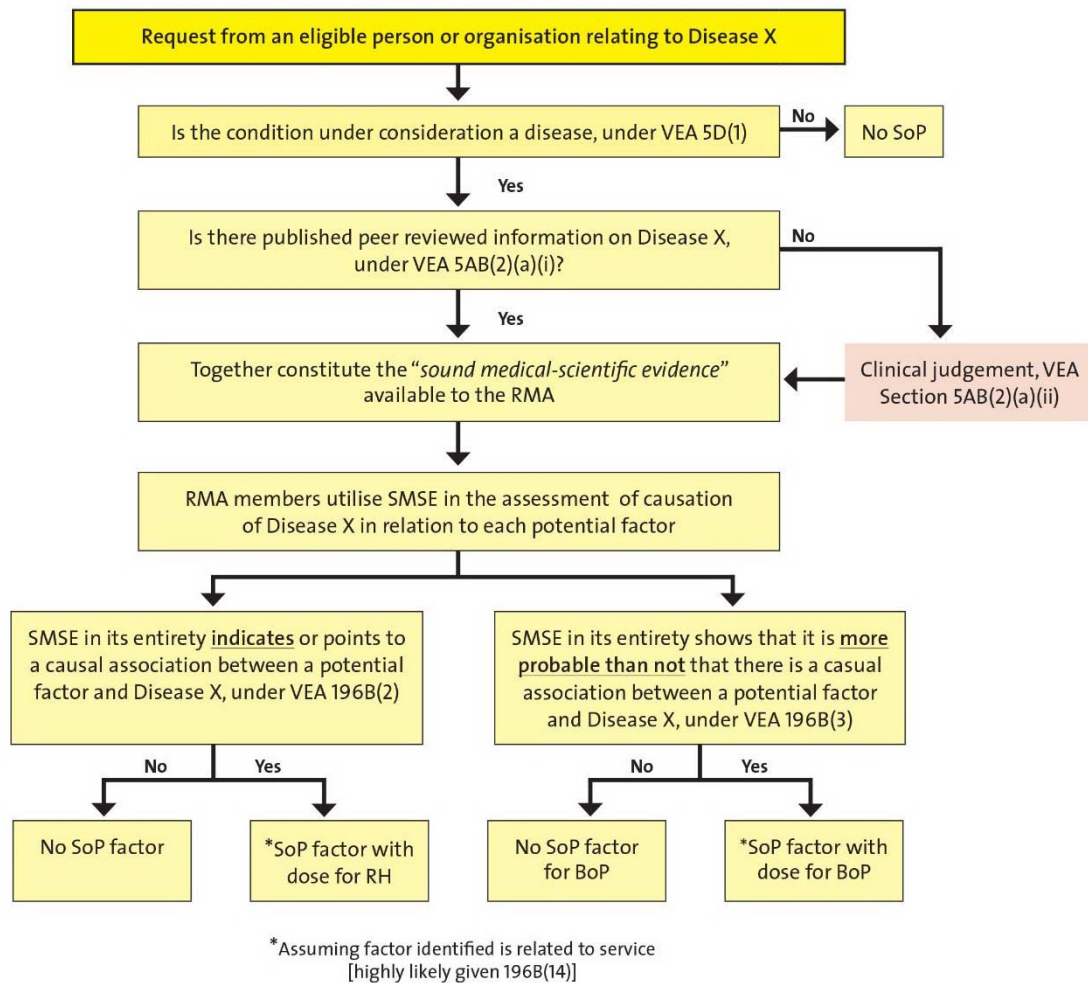 Request from an eligible person or organisation relating to Disease X
Is the condition under consideration a disease, under VEA 5D(1)
No
No SoP
Yes
Is there published peer reviewed information on Disease X,
under VEA 5AB(2)(a)(i)?
No
Yes
Together constitute the “sound medical-scientific evidence”
available to the RMA
Clinical judgement, VEA
Section 5AB(2)(a)(ii)
RMA members utilise SMSE in the assessment of causation
of Disease X in relation to each potential factor
SMSE in its entirety indicates or points to
a causal association between a potential
factor and Disease X, under VEA 196B(2)
SMSE in its entirety shows that it is more
probable than not that there is a casual
association between a potential factor
and Disease X, under VEA 196B(3)
No
Yes
No
Yes
No SoP factor
*SoP factor with
dose for RH
No SoP factor
for BoP
*SoP factor with
dose for BoP
*Assuming factor identified is related to service
[highly likely given 196B(14)]